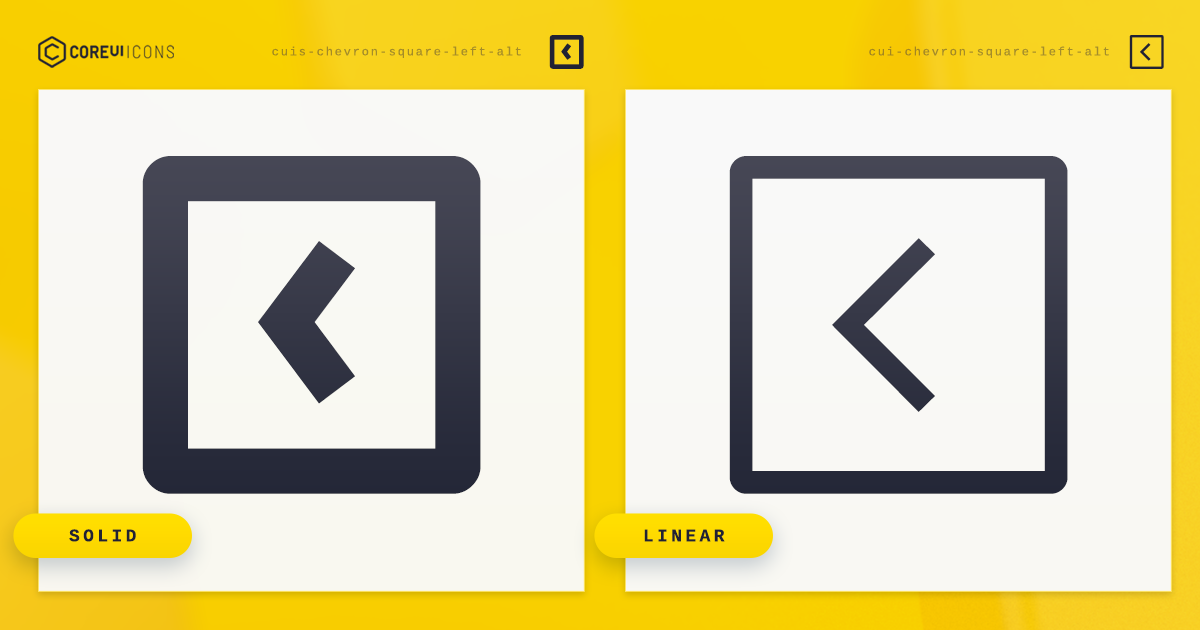 COREUI ICONS
cuis-chevron-square-left-alt
cui-chevron-square-left-alt
SOLID
LINEAR